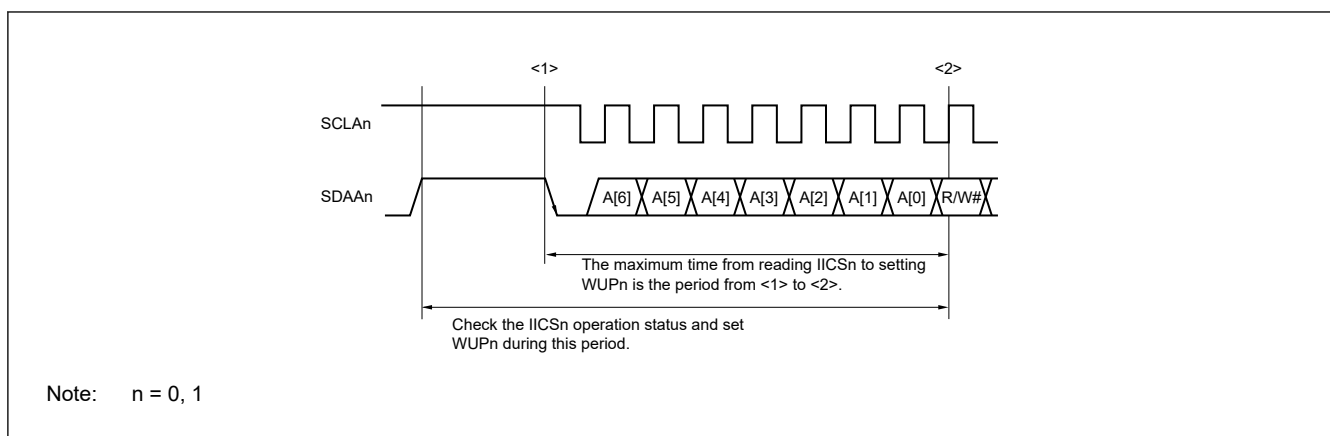 <1> <2>
SCLAn
SDAAn A[6] A[5] A[4] A[3] A[2] A[1] A[0] R/W#
The maximum time from reading IICSn to setting
WUPn is the period from <1> to <2>.
Check the IICSn operation status and set
WUPn during this period.
Note: n = 0, 1